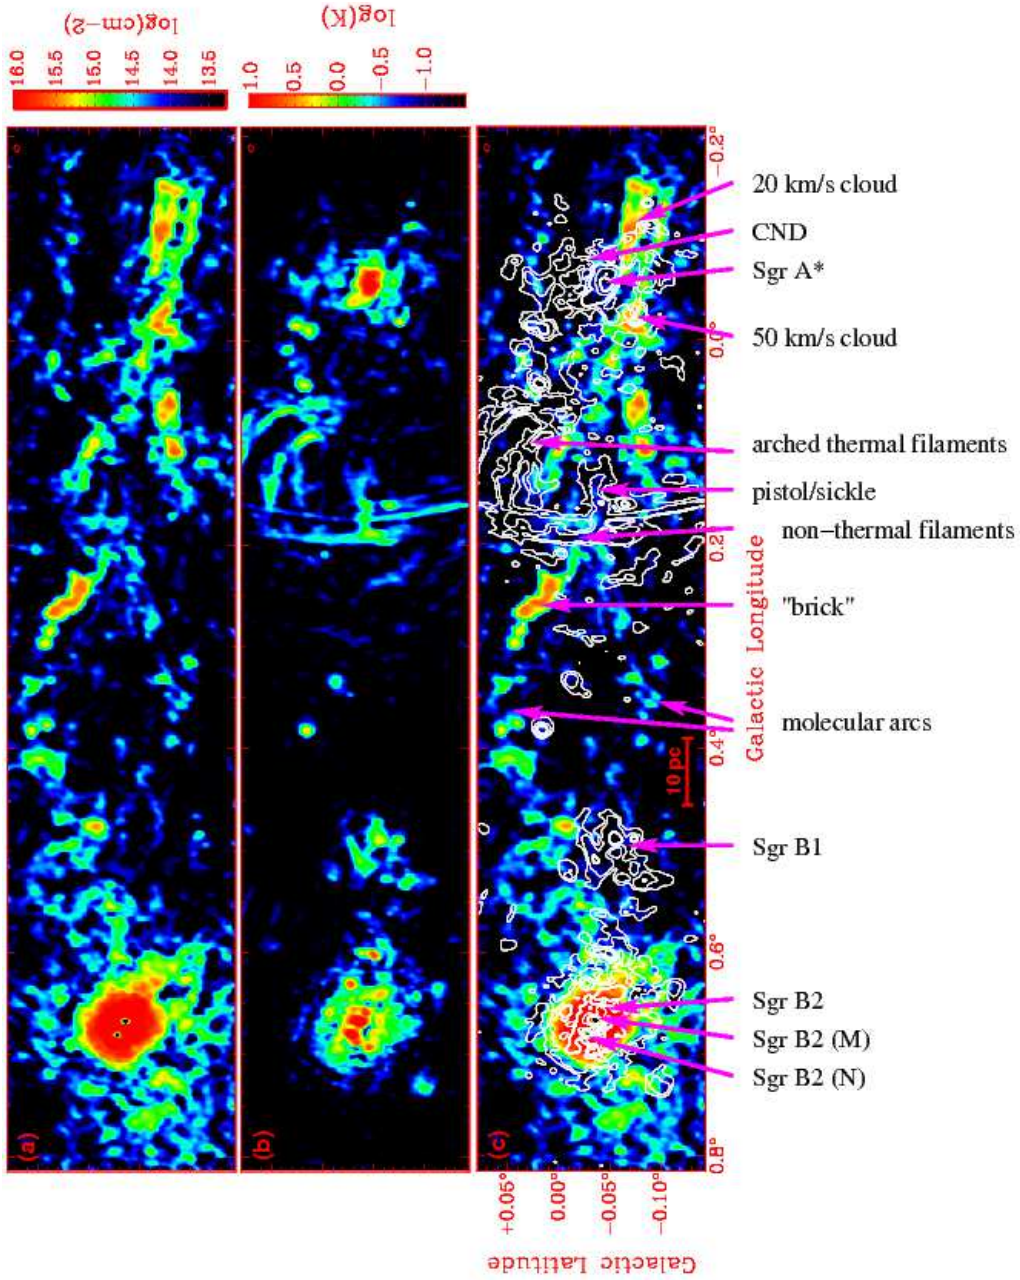 log(cm−2)
16.0
15.5
15.0
14.5
14.0
13.5
log(K)
1.0
0.5
0.0
−0.5
−1.0
(a)
(b)
(c)
−0.2°
0.0°
0.2°
0.4°
0.6°
0.8°
Galactic Longitude
+0.05°
0.00°
−0.05°
−0.10°
Galactic Latitude
10 pc
20 km/s cloud
CND
Sgr A*
50 km/s cloud
arched thermal filaments
pistol/sickle
non−thermal filaments
"brick"
molecular arcs
Sgr B1
Sgr B2
Sgr B2 (M)
Sgr B2 (N)